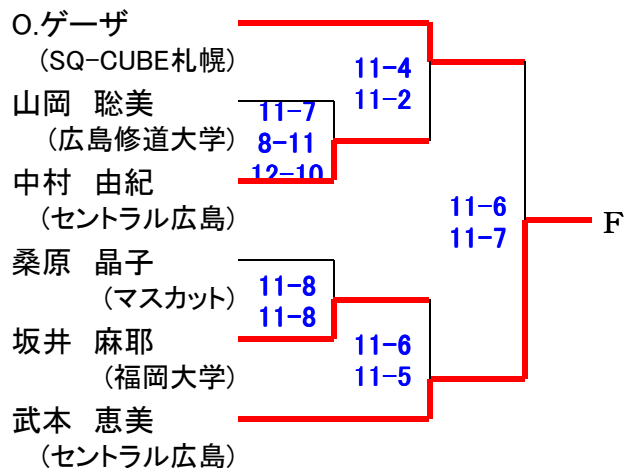 O.ゲーザ
(SQ-CUBE札幌)
11-4
11-2
山岡 聡美
(広島修道大学)
11-7
8-11
12-10
中村 由紀
(セントラル広島)
11-6
11-7
F
桑原 晶子
(マスカット)
11-8
11-8
坂井 麻耶
(福岡大学)
11-6
11-5
武本 恵美
(セントラル広島)